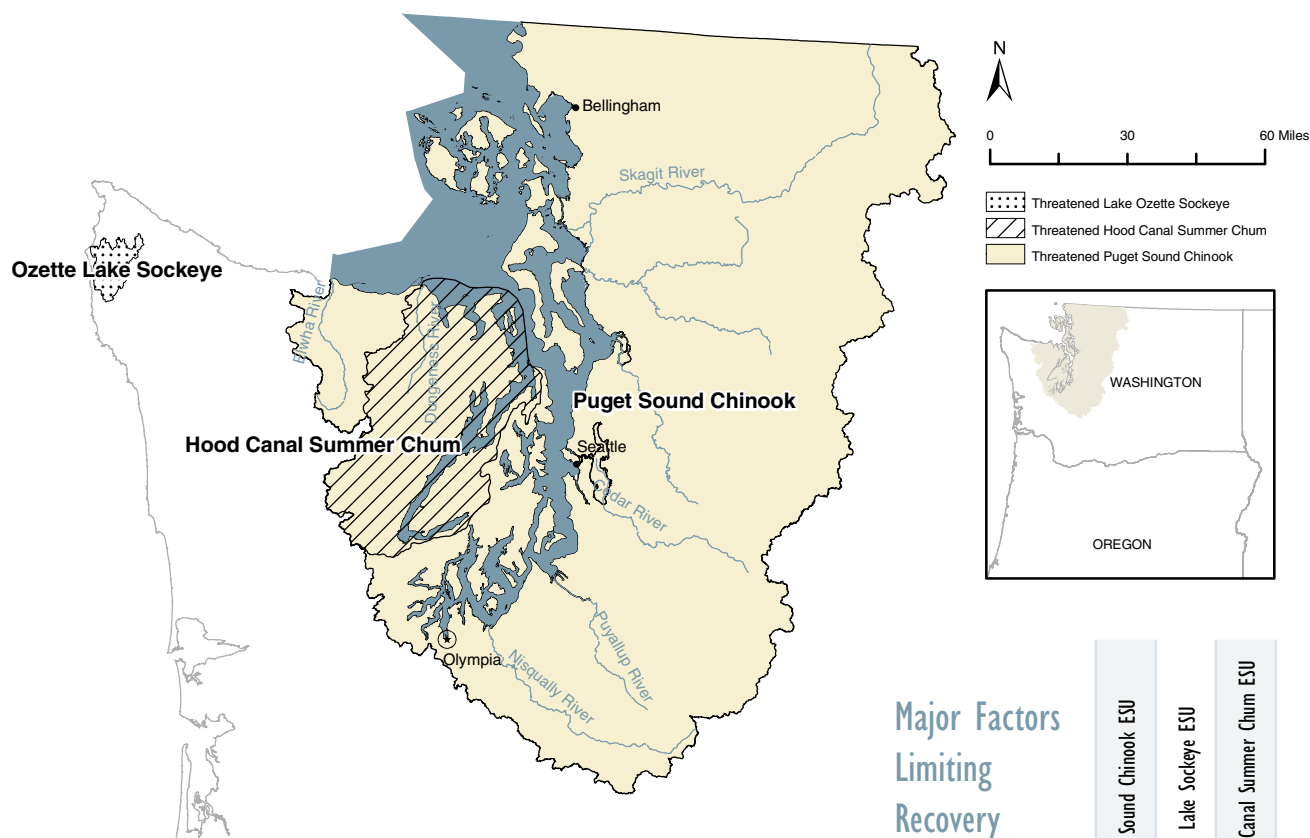 N
0 30 60 Miles
Threatened Lake Ozette Sockeye
Threatened Hood Canal Summer Chum
Threatened Puget Sound Chinook
Bellingham
Skagit River
Ozette Lake Sockeye
Elwha River
Dungeness River
Puget Sound Chinook
Hood Canal Summer Chum
Seattle
Cedar River
Puyallup River
Olympia
Nisqually River
WASHINGTON
OREGON
Major Factors
Limiting
Recovery
Sound Chinook ESU
Lake Sockeye ESU
Canal Summer Chum ESU